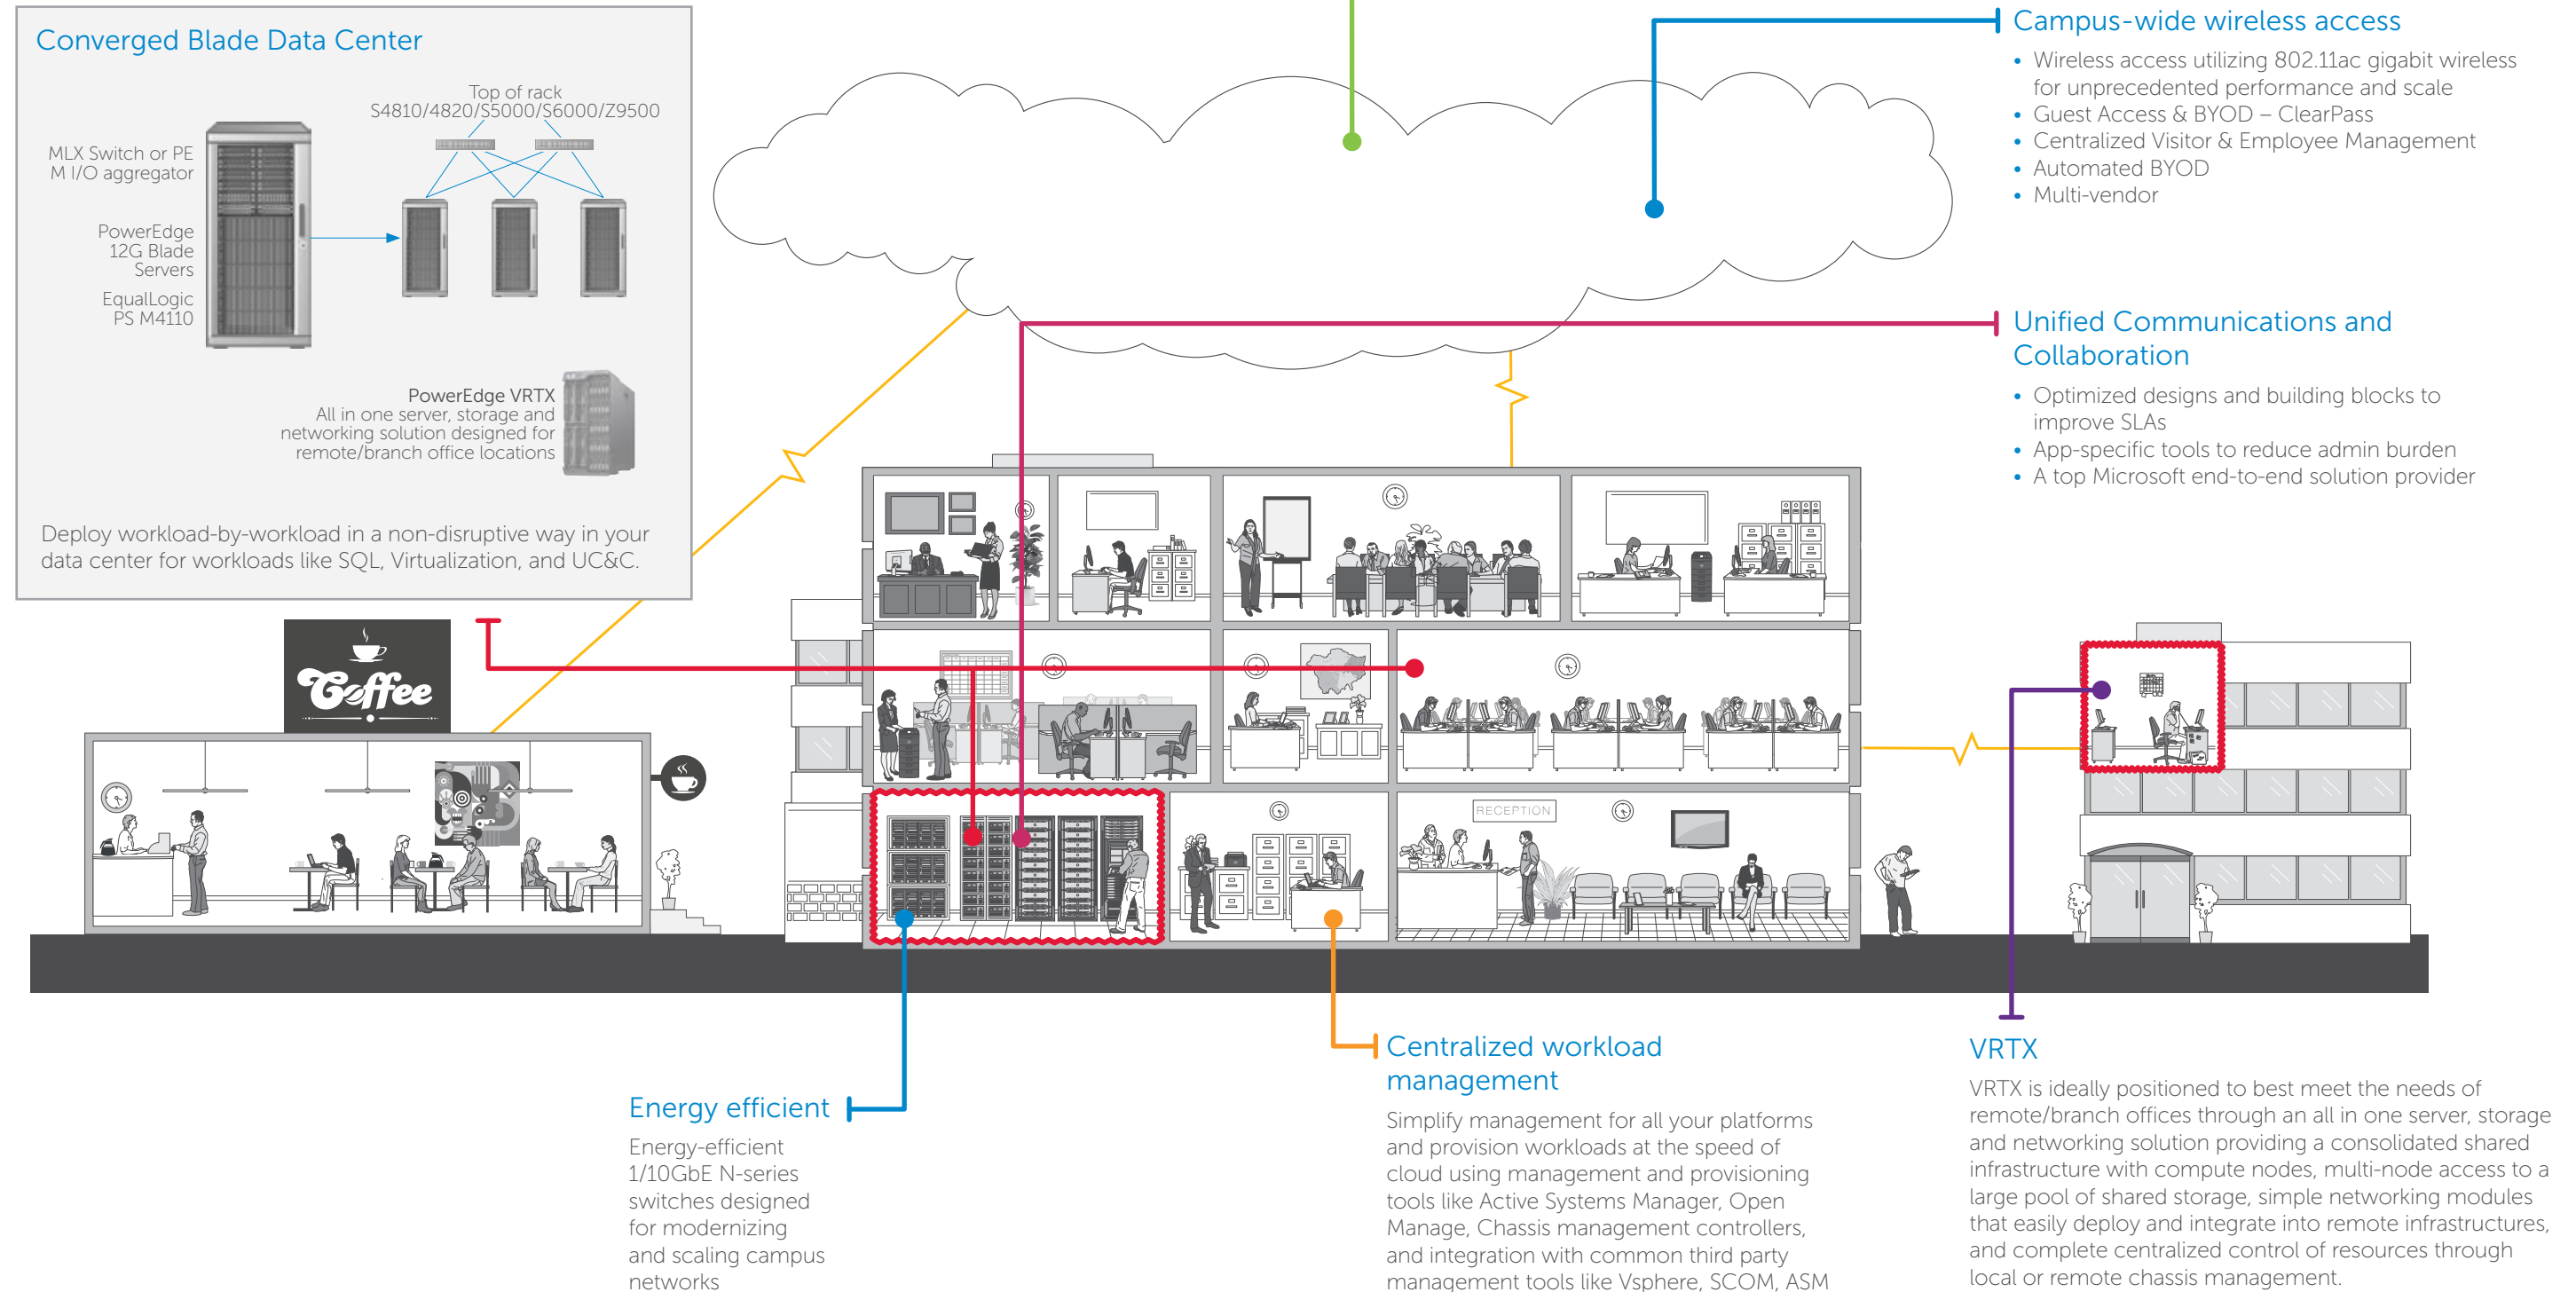 Converged Blade Data Center
Top of rack
S4810/4820/S5000/S6000/Z9500
MLX Switch or PE
M I/O aggregator
PowerEdge
12G Blade
Servers
EqualLogic
PS M4110
PowerEdge VRTX
All in one server, storage and
networking solution designed for
remote/branch office locations
Deploy workload-by-workload in a non-disruptive way in your
data center for workloads like SQL, Virtualization, and UC&C.
Campus-wide wireless access
• Wireless access utilizing 802.11ac gigabit wireless
for unprecedented performance and scale
• Guest Access & BYOD – ClearPass
• Centralized Visitor & Employee Management
• Automated BYOD
• Multi-vendor
Unified Communications and
Collaboration
• Optimized designs and building blocks to
improve SLAs
• App-specific tools to reduce admin burden
• A top Microsoft end-to-end solution provider
Coffee
RECEPTION
Energy efficient
Energy-efficient
1/10GbE N-series
switches designed
for modernizing
and scaling campus
networks
Centralized workload
management
Simplify management for all your platforms
and provision workloads at the speed of
cloud using management and provisioning
tools like Active Systems Manager, Open
Manage, Chassis management controllers,
and integration with common third party
management tools like Vsphere, SCOM, ASM
VRTX
VRTX is ideally positioned to best meet the needs of
remote/branch offices through an all in one server, storage
and networking solution providing a consolidated shared
infrastructure with compute nodes, multi-node access to a
large pool of shared storage, simple networking modules
that easily deploy and integrate into remote infrastructures,
and complete centralized control of resources through
local or remote chassis management.